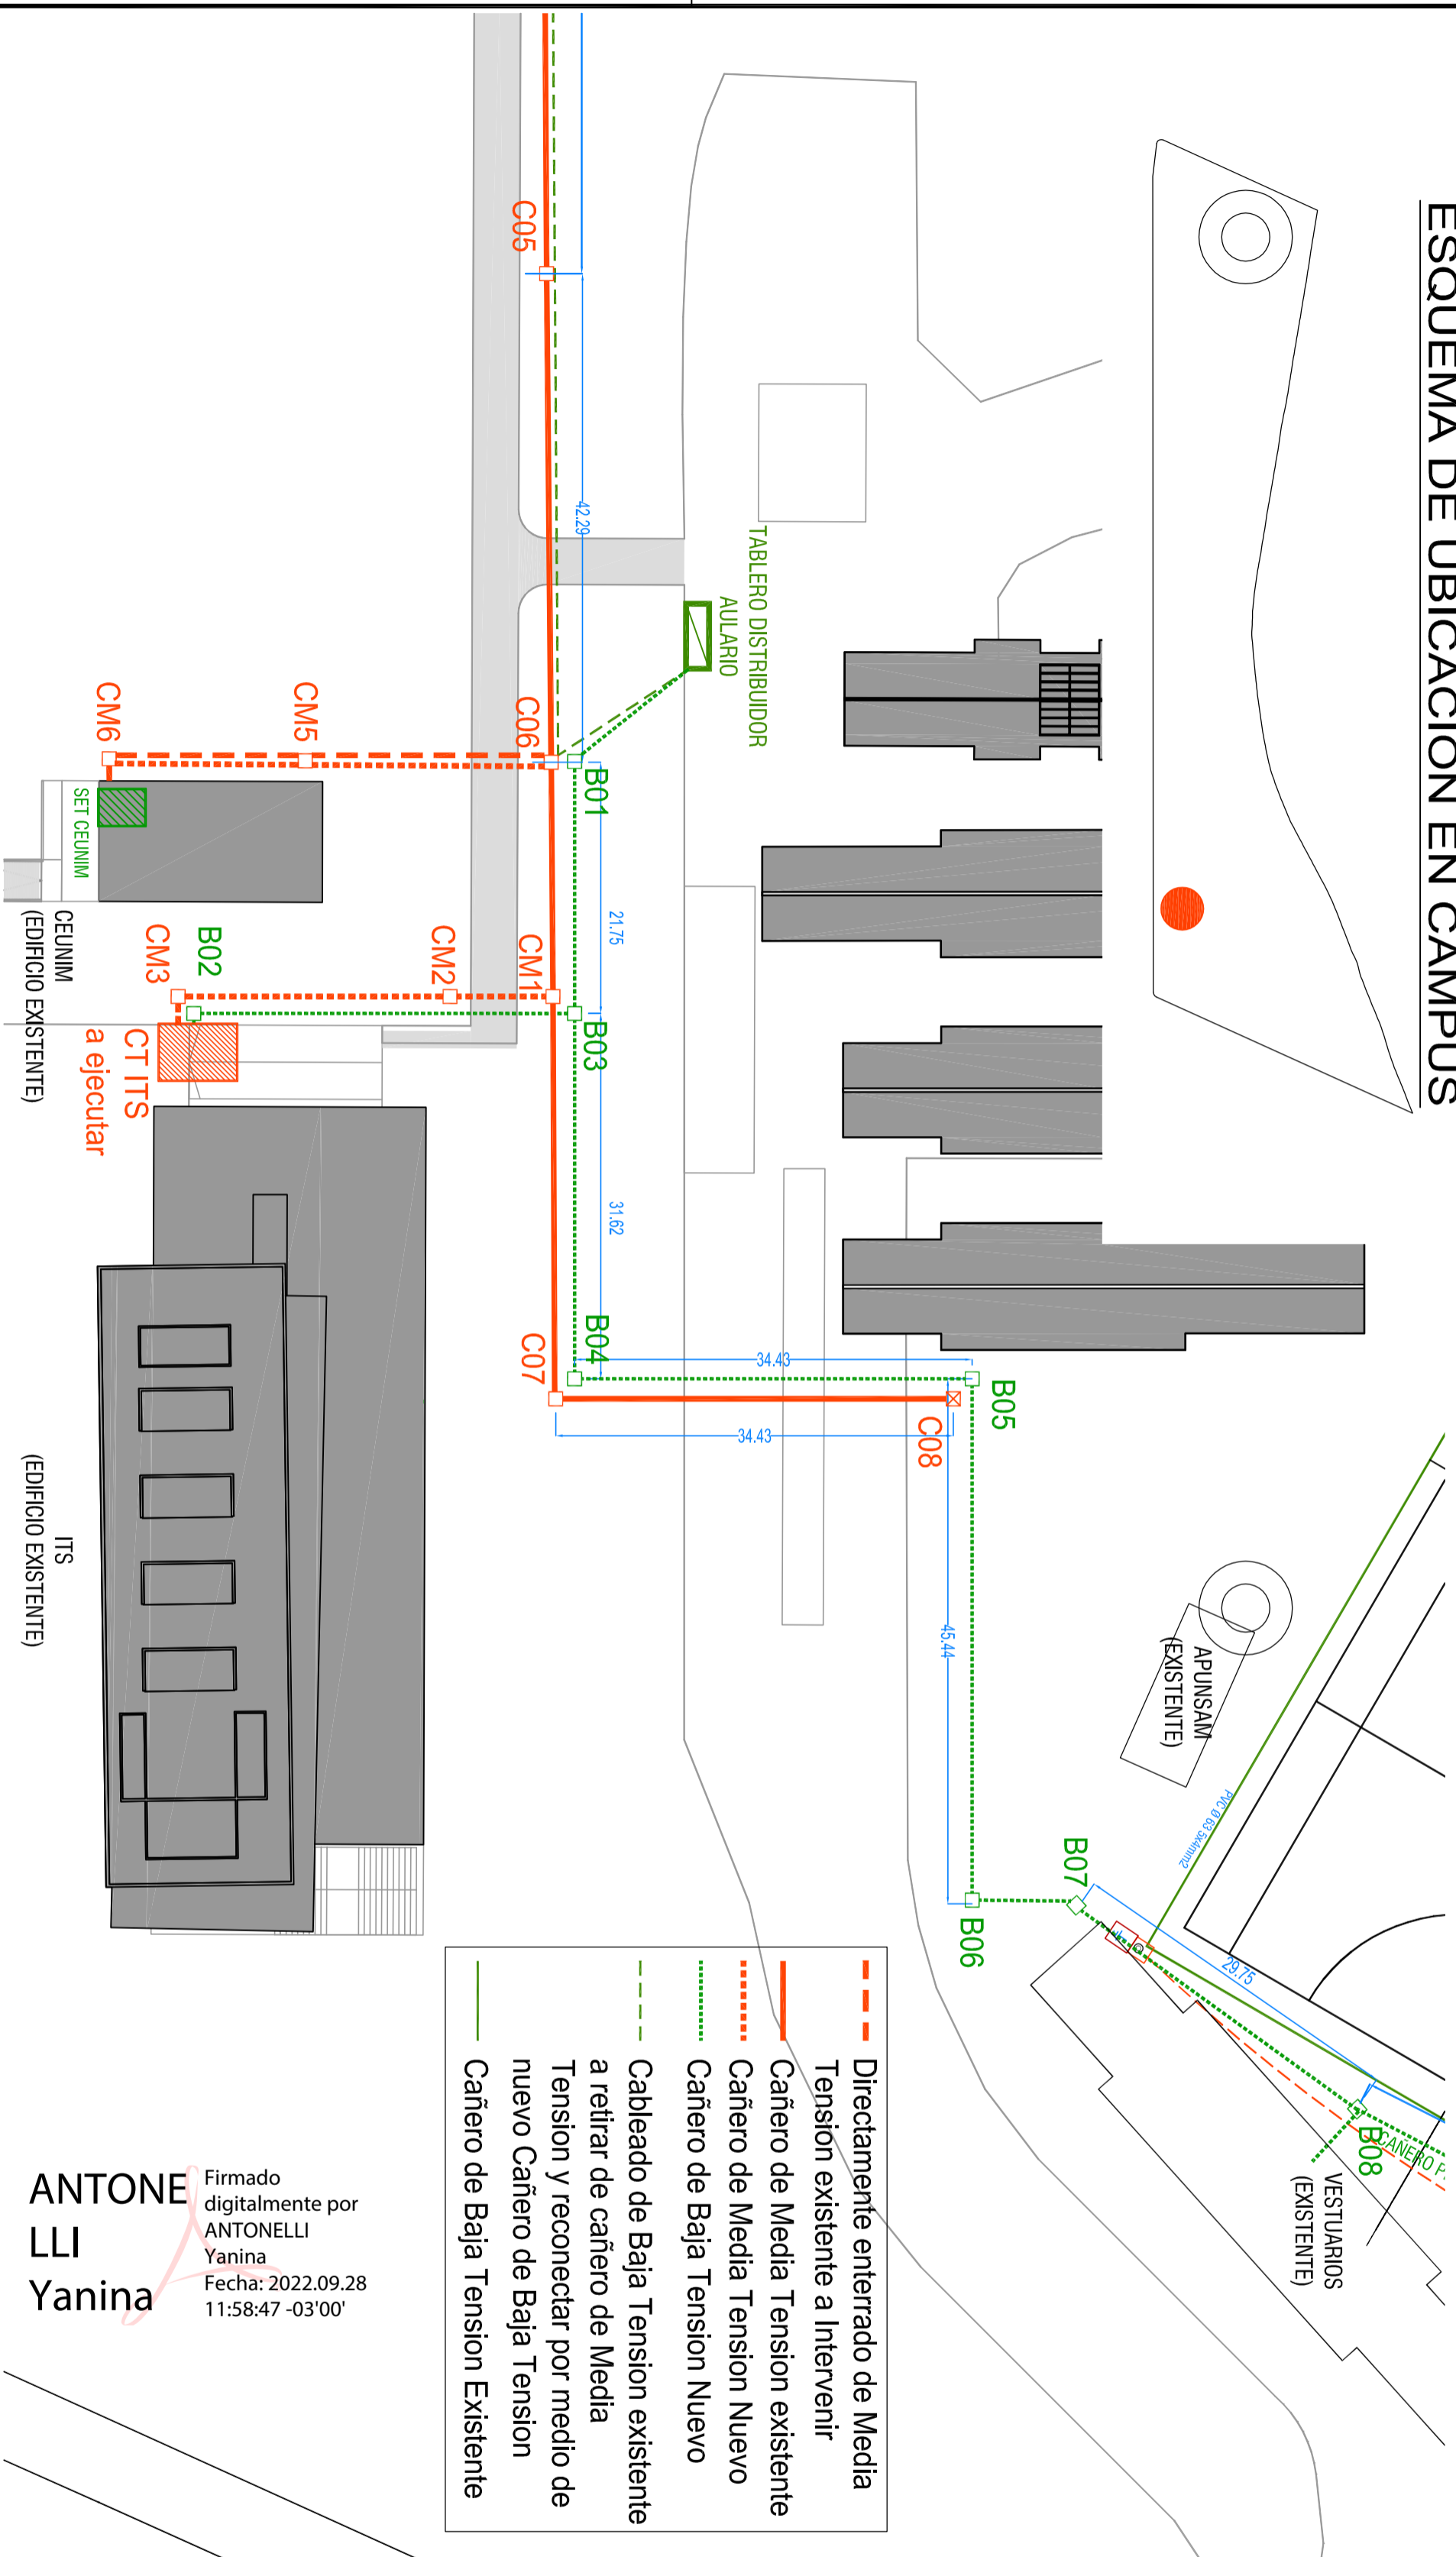 ESQUEMA DE UBICACION EN CAMPUS
C05
42.29
TABLERO DISTRIBUIDOR
AULARIO
C06
CM5
CM6
B01
SET CEUNIM
21.75
CEUNIM
(EDIFICIO EXISTENTE)
CM1
CM2
CM3
B02
B03
CT ITS
a ejecutar
31.62
B04
C07
34.43
34.43
B05
C08
45.44
ITS
(EDIFICIO EXISTENTE)
APUNSAM
(EXISTENTE)
PVC Ø 63 5x4mm2
B07
B06
29.75
B08
CAÑERO P
VESTUARIOS
(EXISTENTE)
Directamente enterrado de Media
Tension existente a Intervenir
Cañero de Media Tension existente
Cañero de Media Tension Nuevo
Cañero de Baja Tension Nuevo
Cableado de Baja Tension existente
a retirar de cañero de Media
Tension y reconectar por medio de
nuevo Cañero de Baja Tension
Cañero de Baja Tension Existente
ANTONE
LLI
Yanina
Firmado
digitalmente por
ANTONELLI
Yanina
Fecha: 2022.09.28
11:58:47 -03'00'